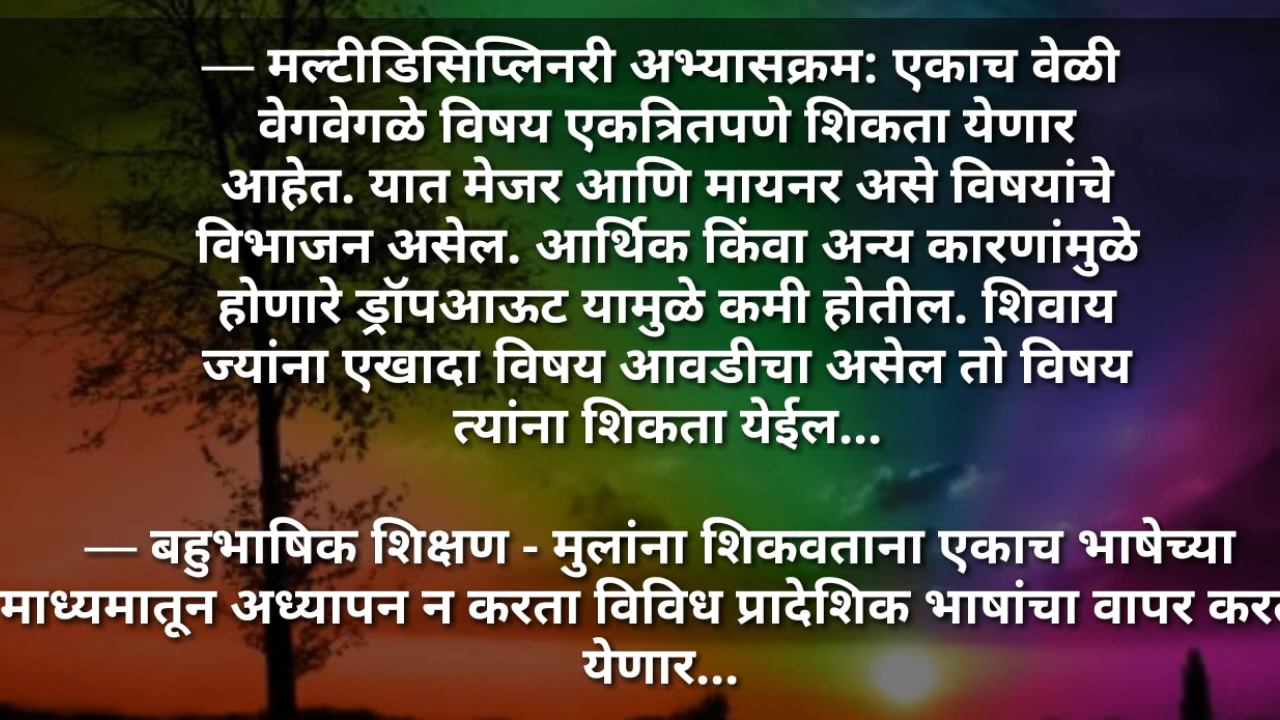 — मल्टीडिसिप्लिनरी अभ्यासक्रम: एकाच वेळी
वेगवेगळे विषय एकत्रितपणे शिकता येणार
आहेत. यात मेजर आणि मायनर असे विषयांचे
विभाजन असेल. आर्थिक किंवा अन्य कारणांमुळे
होणारे ड्रॉपआऊट यामुळे कमी होतील. शिवाय
ज्यांना एखादा विषय आवडीचा असेल तो विषय
त्यांना शिकता येईल...
— बहुभाषिक शिक्षण - मुलांना शिकवताना एकाच भाषेच्या
माध्यमातून अध्यापन न करता विविध प्रादेशिक भाषांचा वापर
येणार...